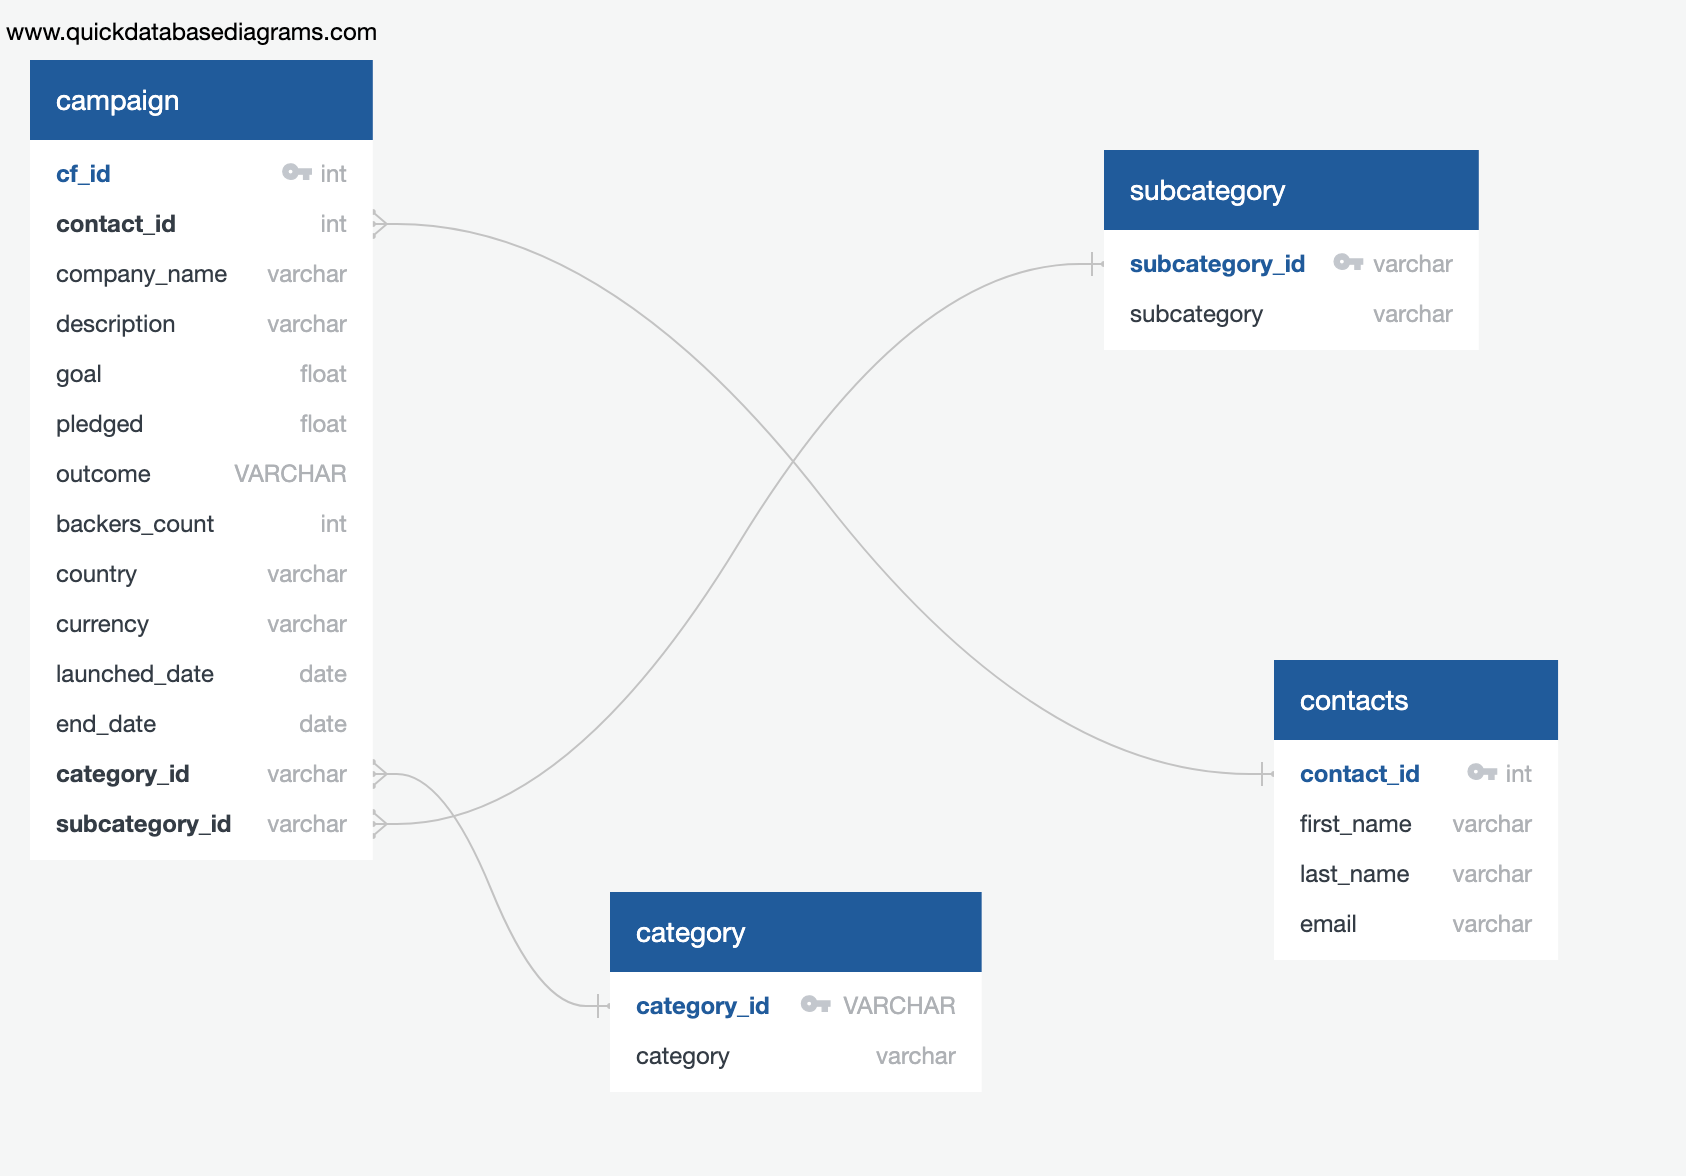 www.quickdatabasediagrams.com
campaign
cf_id int
contact_id int
company_name varchar
description varchar
goal float
pledged float
outcome VARCHAR
backers_count int
country varchar
currency varchar
launched_date date
end_date date
category_id varchar
subcategory_id varchar
subcategory
subcategory_id varchar
subcategory varchar
contacts
contact_id int
first_name varchar
last_name varchar
email varchar
category
category_id VARCHAR
category varchar